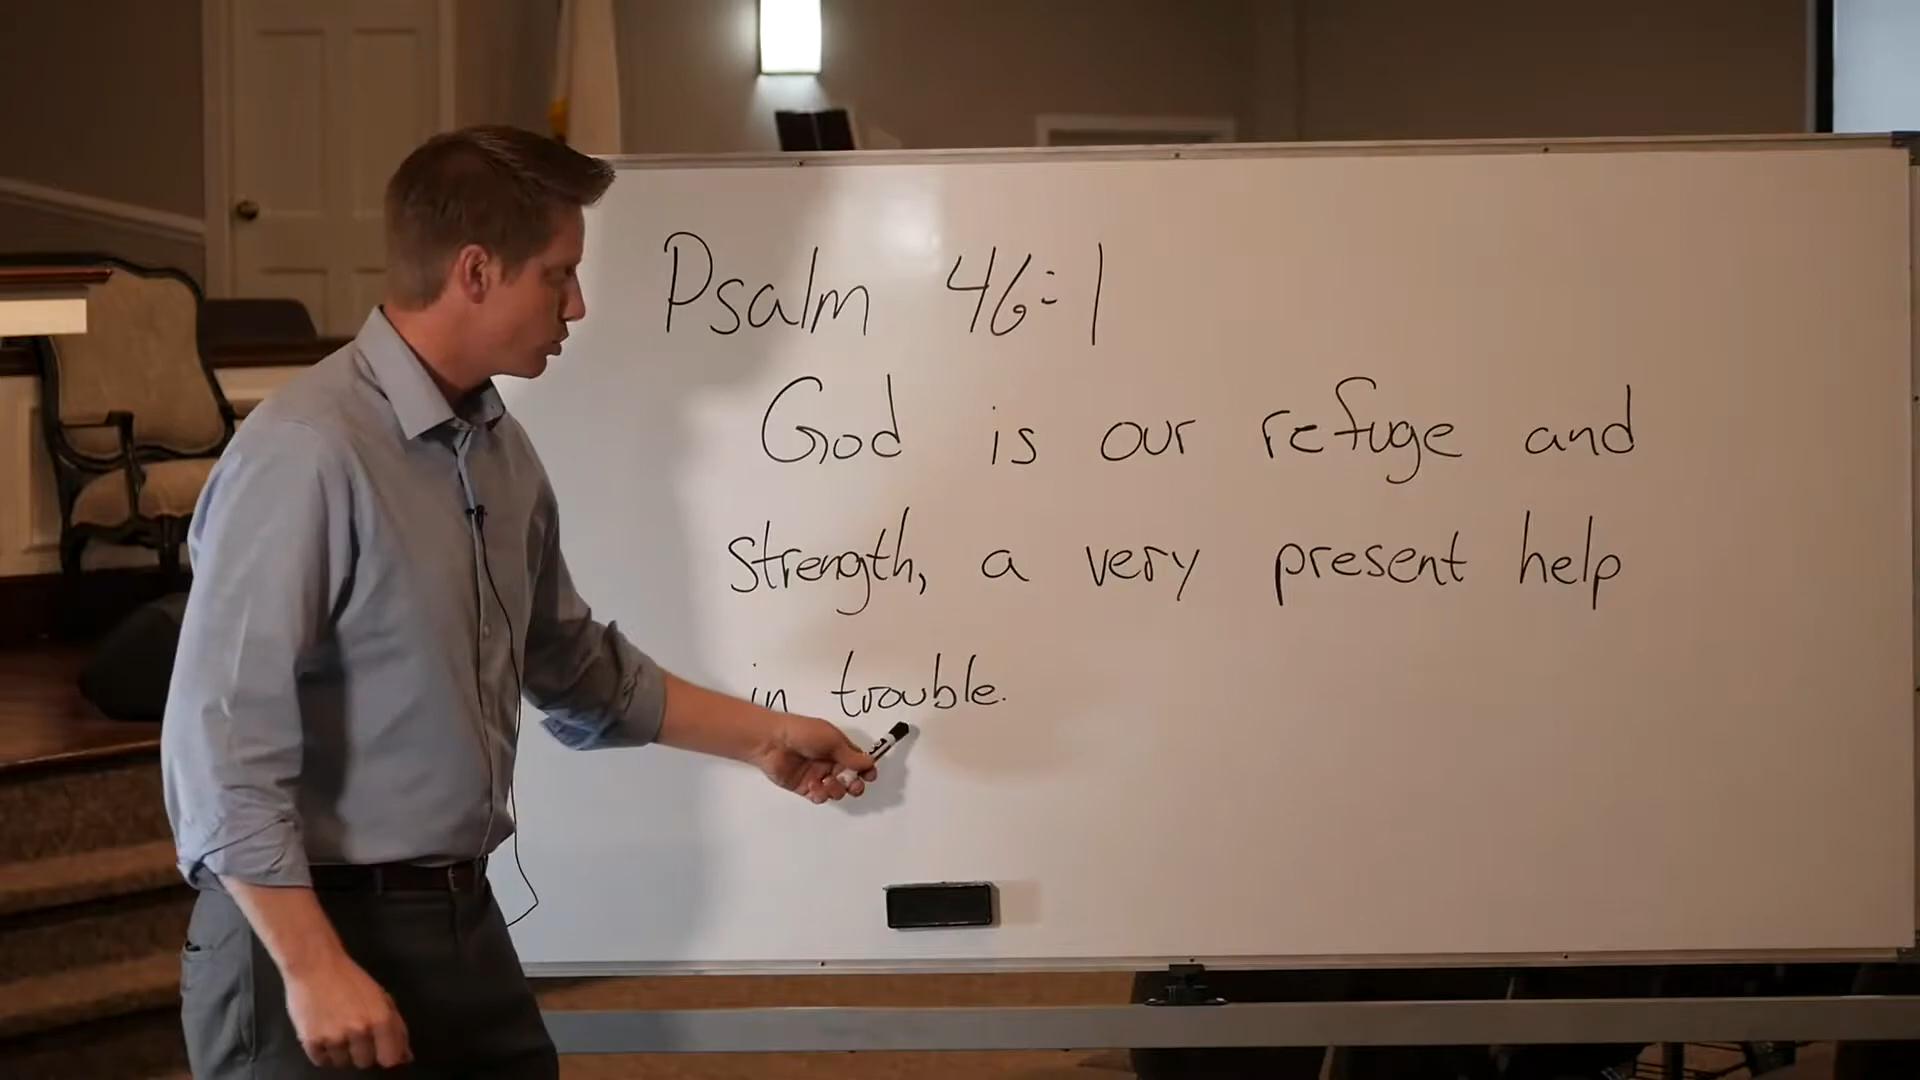 Psalm 46:1
God is our refuge and
strength, a very present help
in trouble.